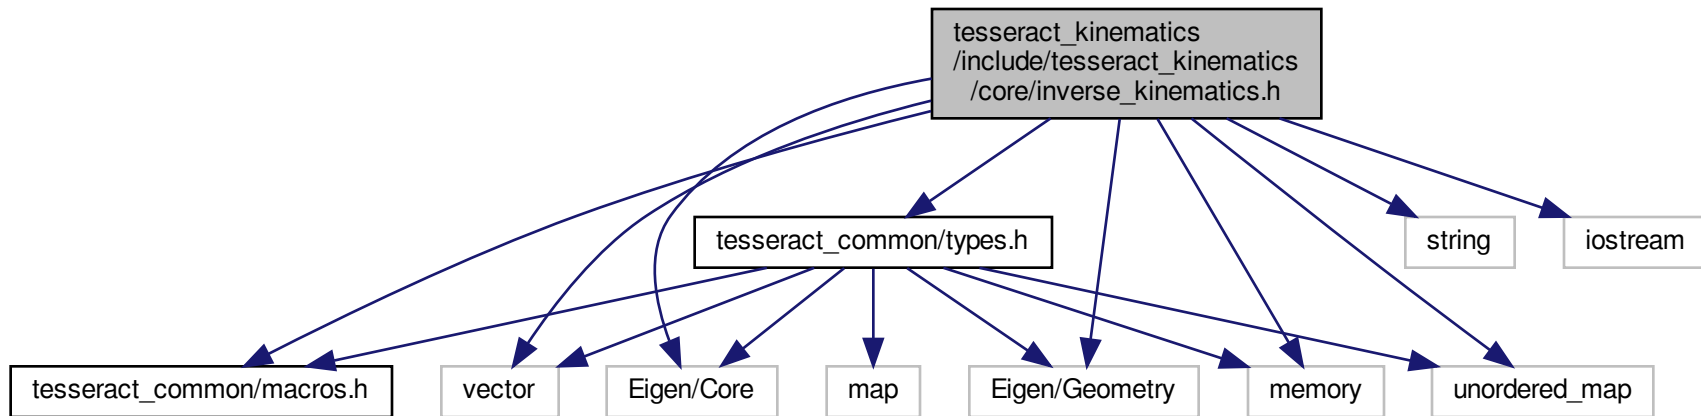 tesseract_kinematics
/include/tesseract_kinematics
/core/inverse_kinematics.h
tesseract_common/types.h
string
iostream
tesseract_common/macros.h
vector
Eigen/Core
map
Eigen/Geometry
memory
unordered_map